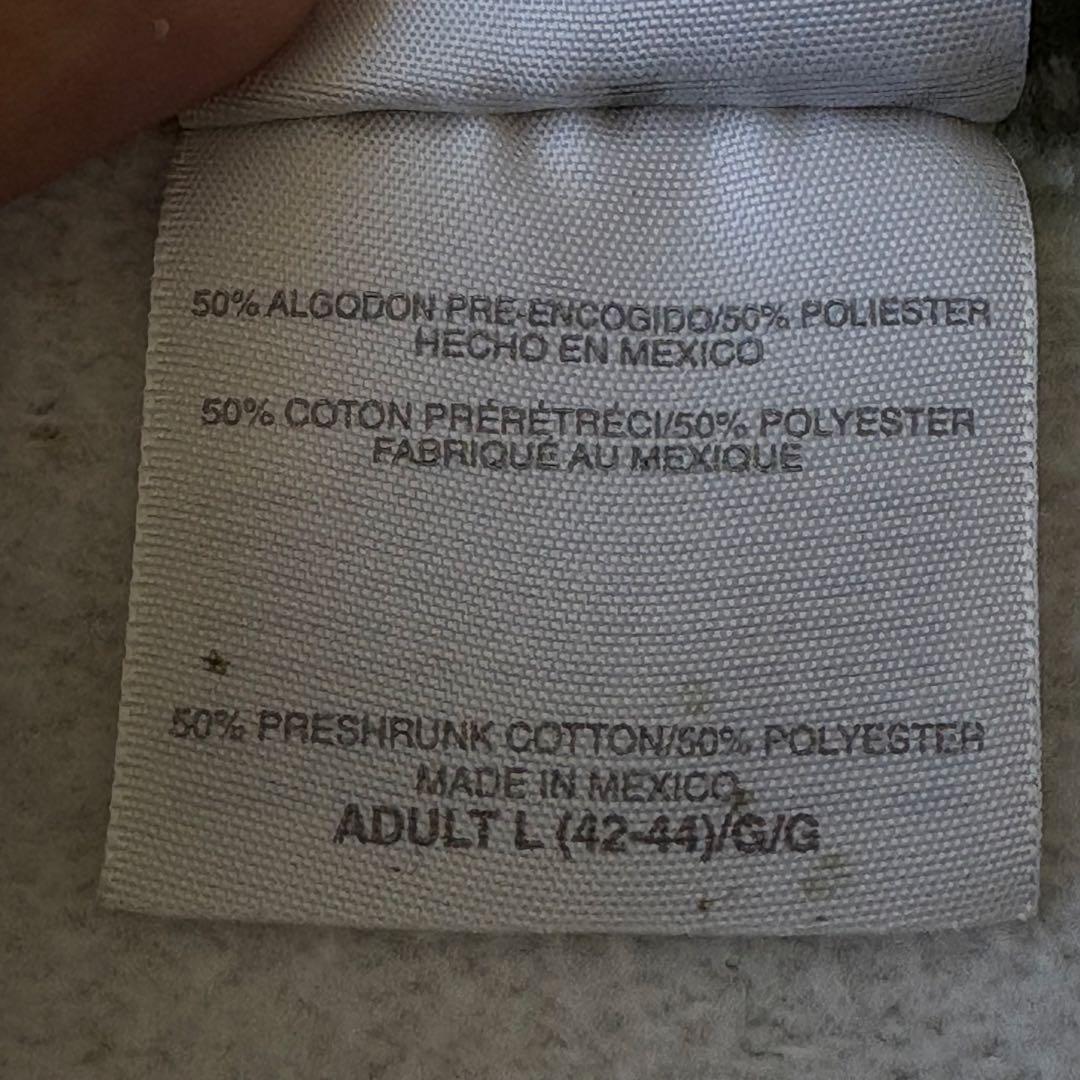 50% ALGODON PRE-ENCOGIDO/50% POLIESTER
HECHO EN MEXICO
50% COTON PRÉRÉTRÉCI/50% POLYESTER
FABRIQUÉ AU MEXIQUE
50% PRESHRUNK COTTON/50% POLYESTER
MADE IN MEXICO
ADULT L (42-44)/G/G